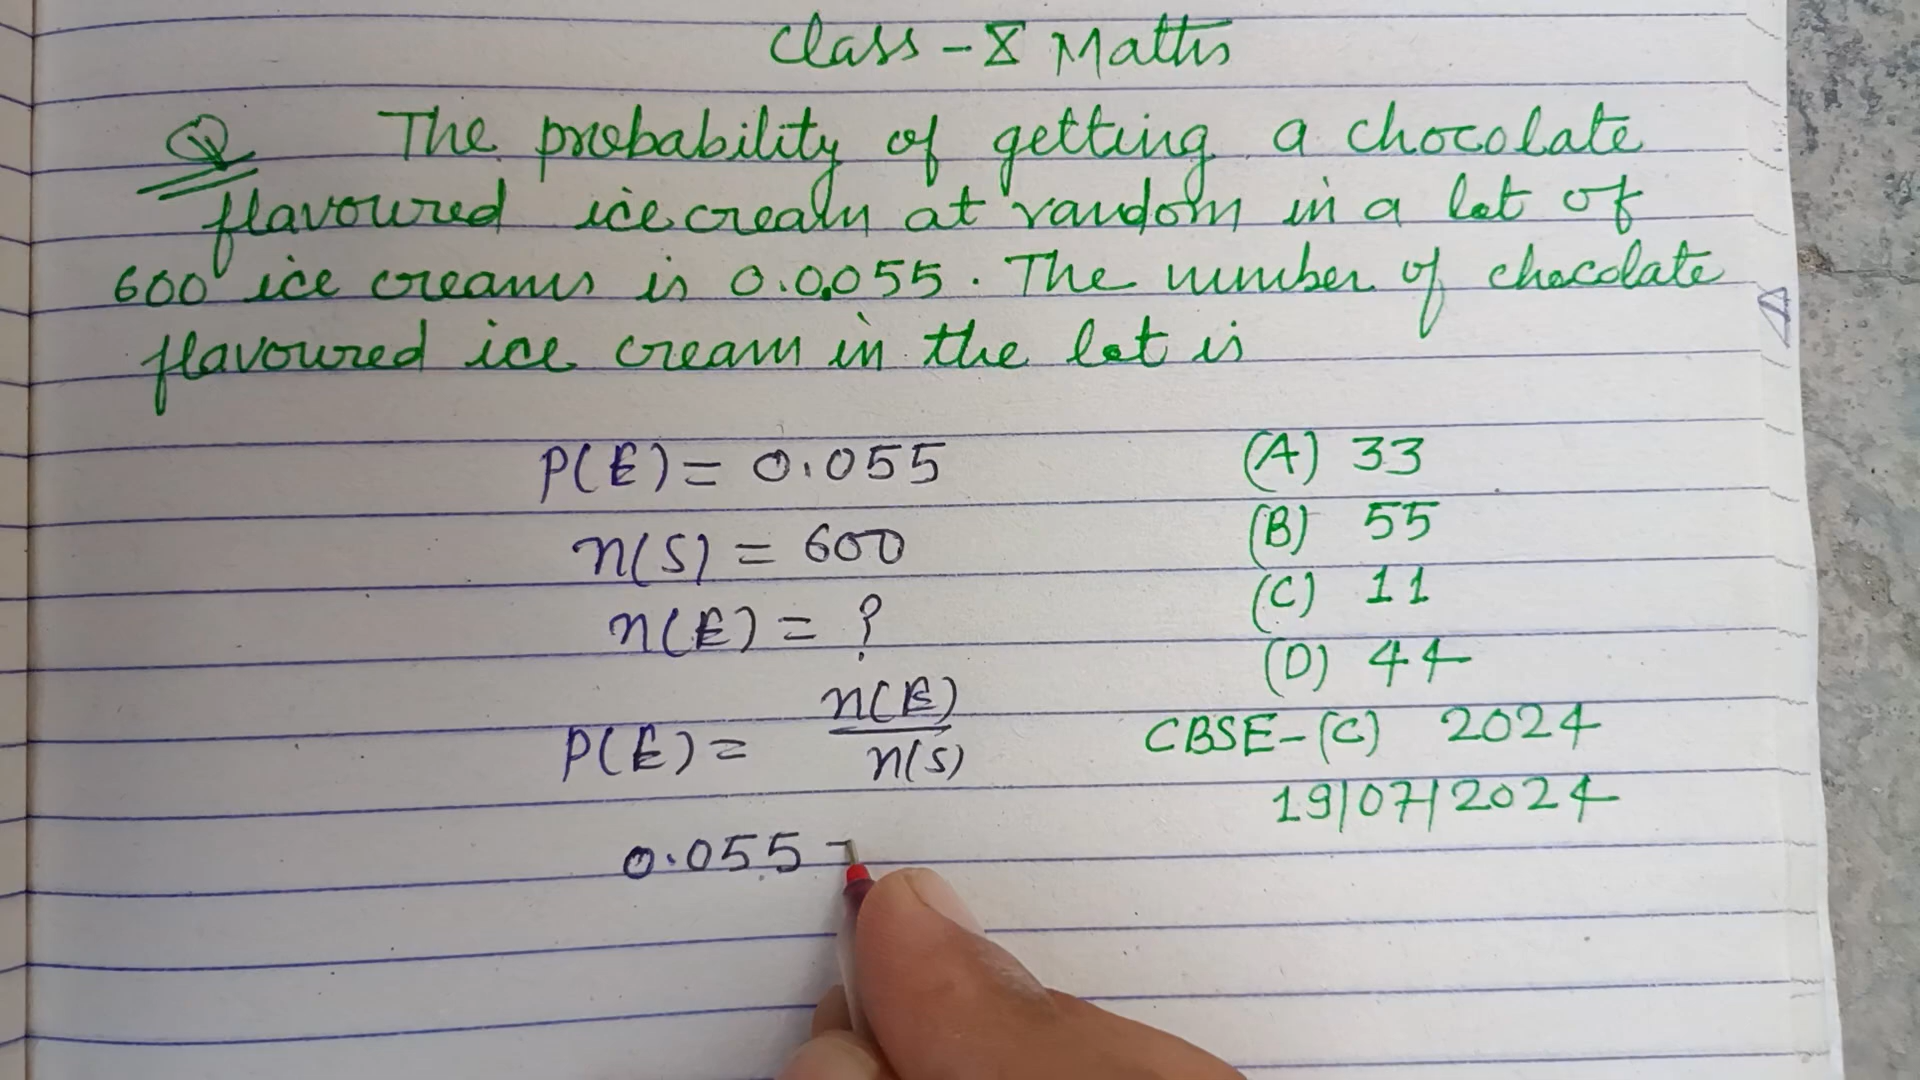 Class - X Maths
Q The probability of getting a chocolate
flavoured ice cream at random in a lot of
600 ice creams is 0.055. The number of chocolate
flavoured ice cream in the lot is
P(E) = 0.055
(A) 33
n(S) = 600
(B) 55
n(E) = ?
(C) 11
(D) 44
P(E) = n(E)/n(S)
CBSE-(C) 2024
19/07/2024
0.055